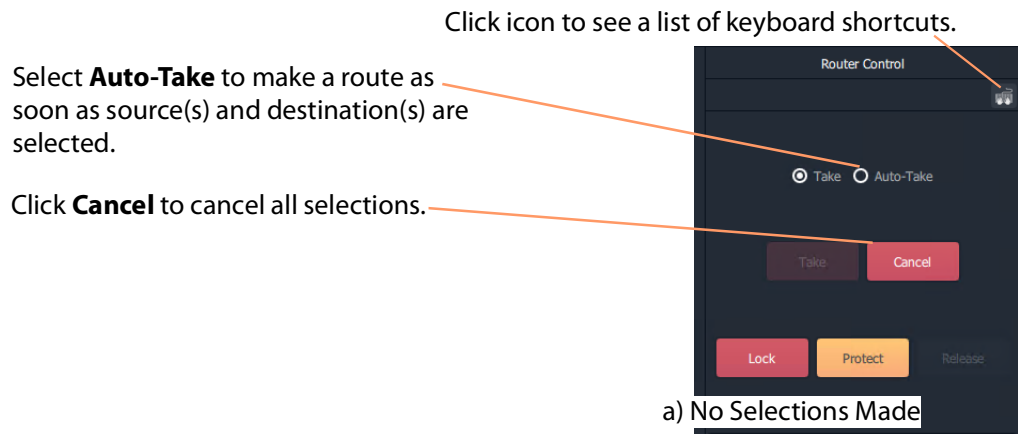 Click icon to see a list of keyboard shortcuts.
Router Control
Select Auto-Take to make a route as
soon as source(s) and destination(s) are
selected.
Take Auto-Take
Click Cancel to cancel all selections.
Take Cancel
Lock Protect Release
a) No Selections Made